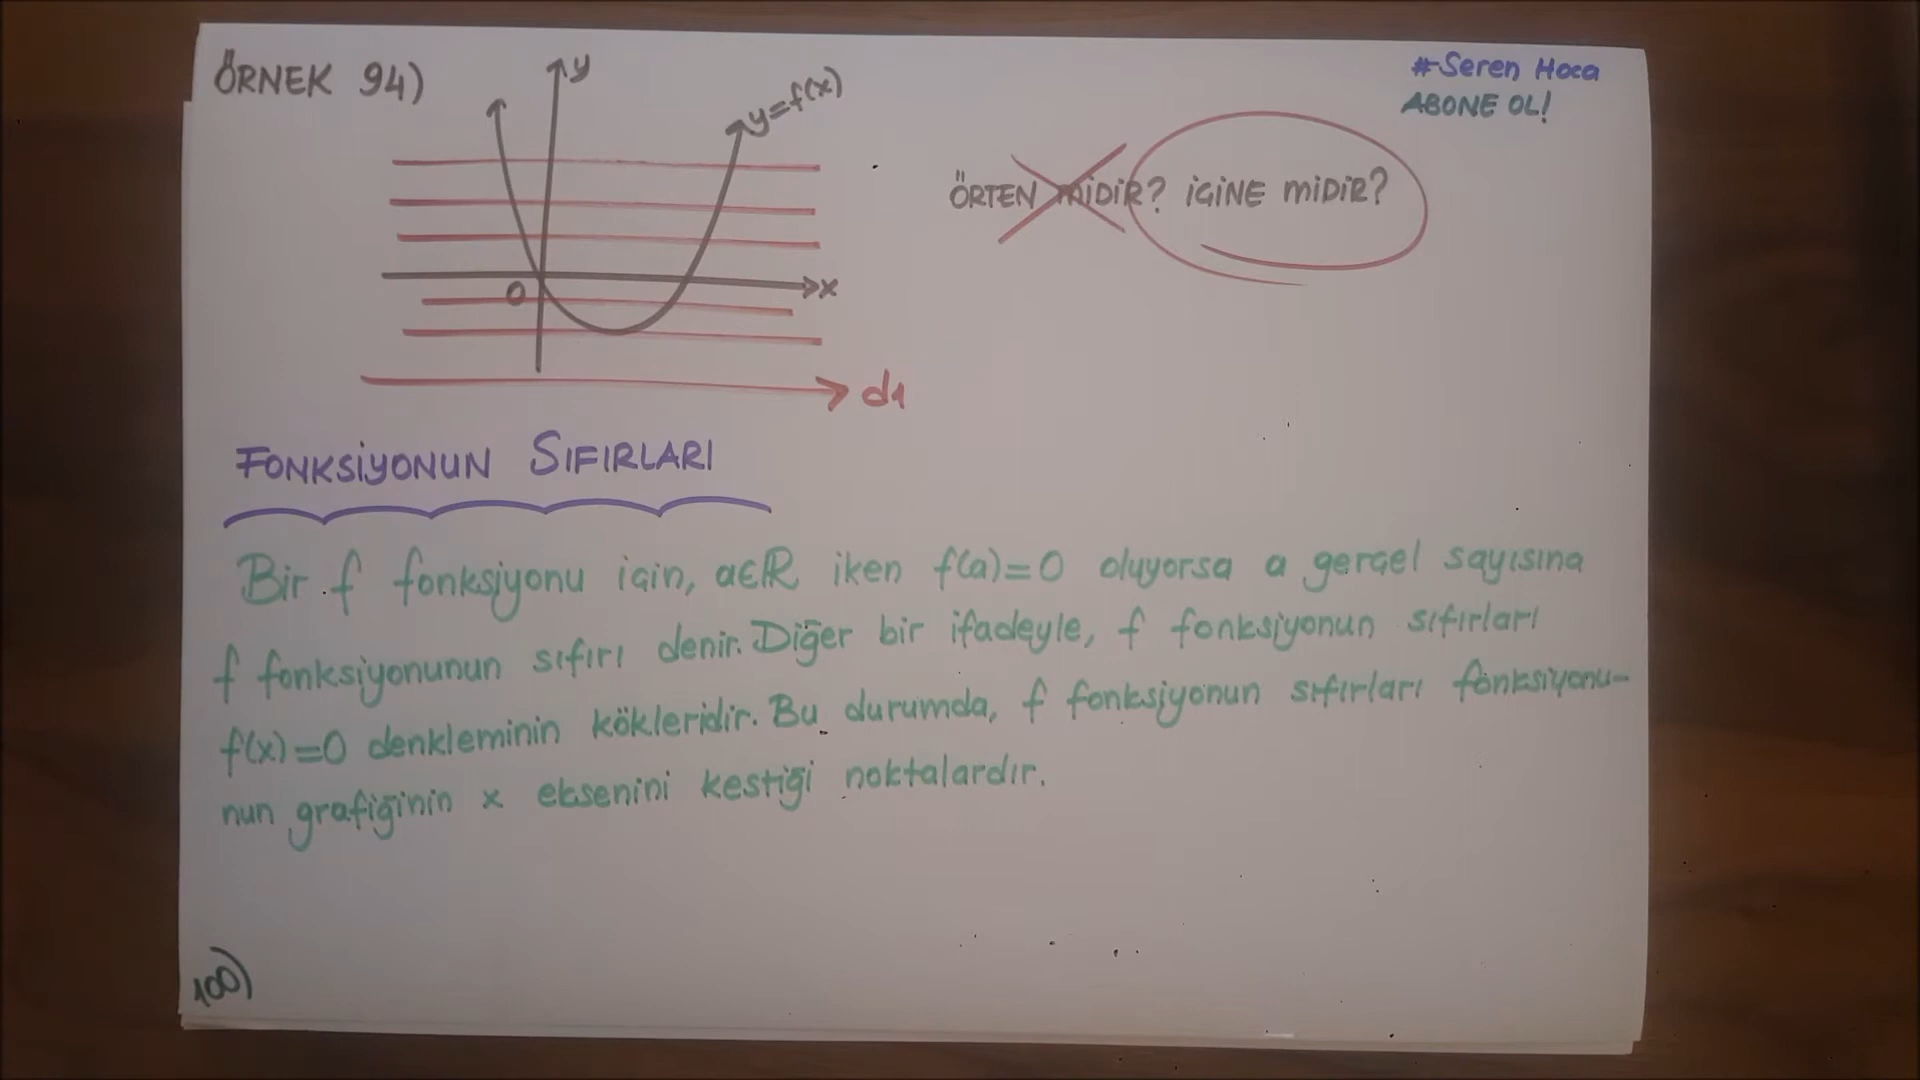 ÖRNEK 94)
y
y=f(x)
#Seren Hoca
ABONE OL!
ÖRTEN MİDİR? İÇİNE MİDİR?
0
x
d1
FONKSİYONUN SIFIRLARI
Bir f fonksiyonu için, a∈ℝ iken f(a)=0 oluyorsa a gerçel sayısına
f fonksiyonunun sıfırı denir. Diğer bir ifadeyle, f fonksiyonun sıfırları
f(x)=0 denkleminin kökleridir. Bu durumda, f fonksiyonun sıfırları fonksiyonu-
nun grafiğinin x eksenini kestiği noktalardır.
100)